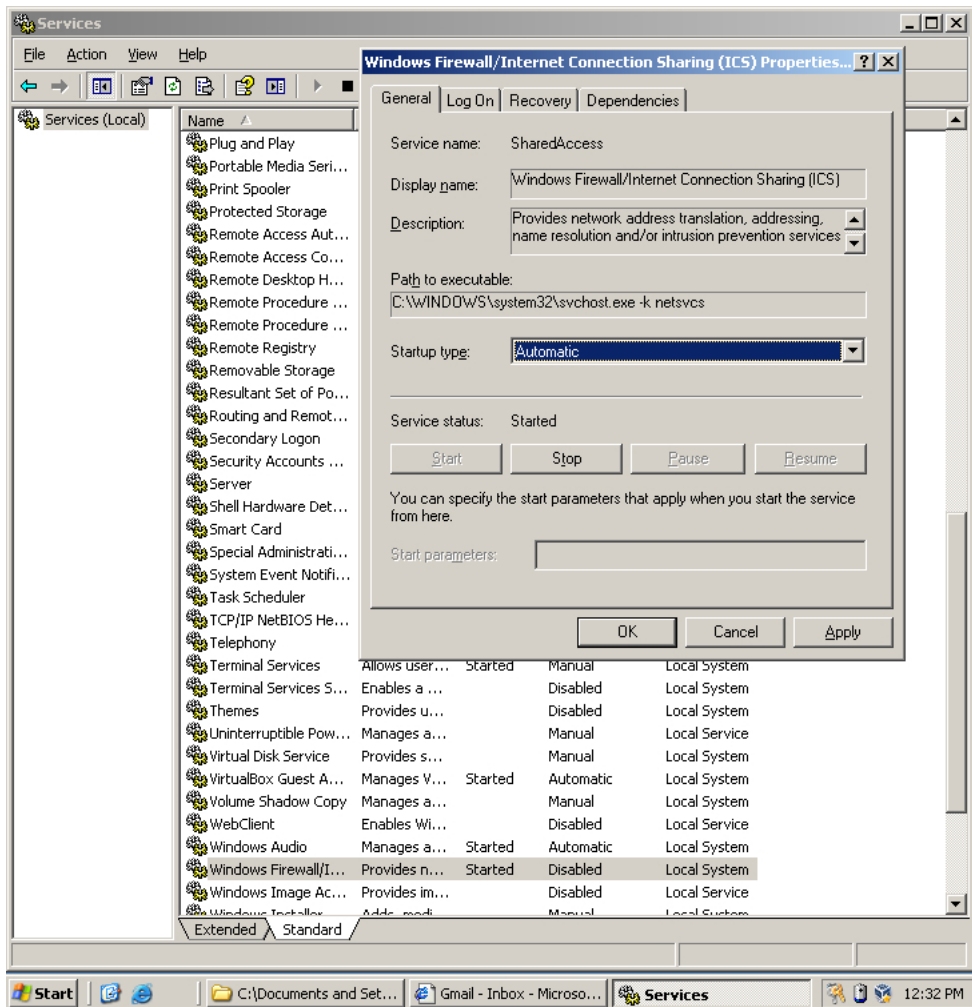 Services
File Action View Help
Services (Local)
Name
Plug and Play
Portable Media Seri...
Print Spooler
Protected Storage
Remote Access Aut...
Remote Access Co...
Remote Desktop H...
Remote Procedure ...
Remote Procedure ...
Remote Registry
Removable Storage
Resultant Set of Po...
Routing and Remot...
Secondary Logon
Security Accounts ...
Server
Shell Hardware Det...
Smart Card
Special Administrati...
System Event Notifi...
Task Scheduler
TCP/IP NetBIOS He...
Telephony
Terminal Services Allows user... Started Manual Local System
Terminal Services S... Enables a ... Disabled Local System
Themes Provides u... Disabled Local System
Uninterruptible Pow... Manages a... Manual Local Service
Virtual Disk Service Provides s... Manual Local System
VirtualBox Guest A... Manages V... Started Automatic Local System
Volume Shadow Copy Manages a... Manual Local System
WebClient Enables Wi... Disabled Local Service
Windows Audio Manages a... Started Automatic Local System
Windows Firewall/I... Provides n... Started Disabled Local System
Windows Image Ac... Provides im... Disabled Local Service
Windows Installer Adds, modi... Manual Local System
Extended Standard
Windows Firewall/Internet Connection Sharing (ICS) Properties...
General Log On Recovery Dependencies
Service name: SharedAccess
Display name: Windows Firewall/Internet Connection Sharing (ICS)
Description: Provides network address translation, addressing,
name resolution and/or intrusion prevention services
Path to executable:
C:\WINDOWS\system32\svchost.exe -k netsvcs
Startup type: Automatic
Service status: Started
Start Stop Pause Resume
You can specify the start parameters that apply when you start the service
from here.
Start parameters:
OK Cancel Apply
Start C:\Documents and Set... Gmail - Inbox - Microso... Services 12:32 PM